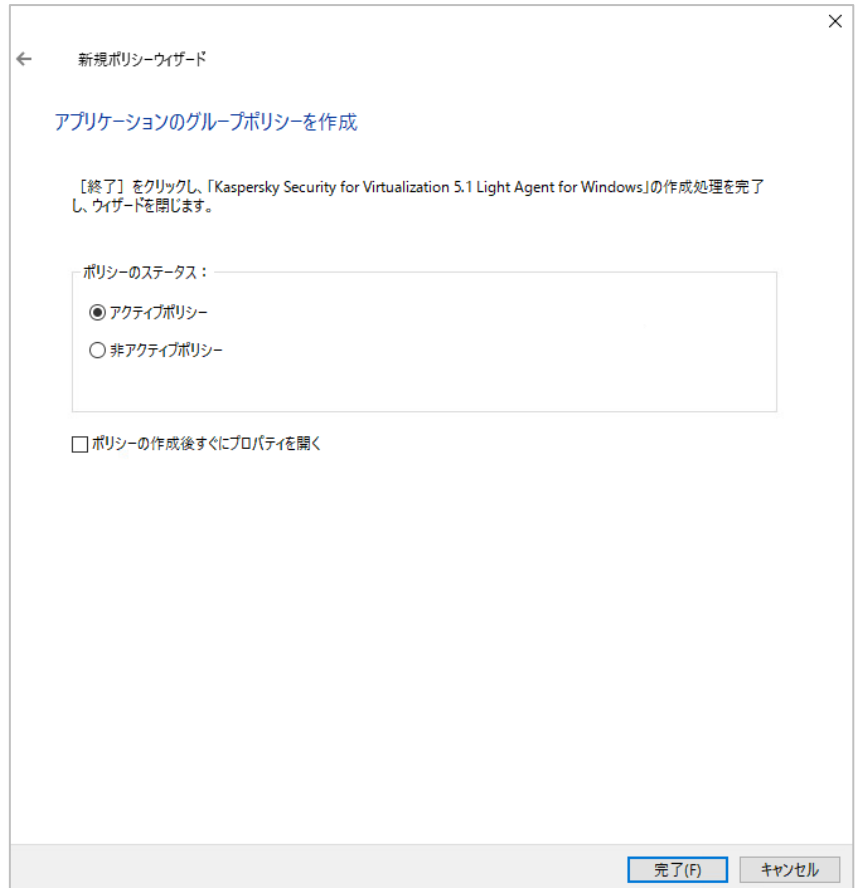 新規ポリシーウィザード
アプリケーションのグループポリシーを作成
［終了］をクリックし、「Kaspersky Security for Virtualization 5.1 Light Agent for Windows」の作成処理を完了
し、ウィザードを閉じます。
ポリシーのステータス：
アクティブポリシー
非アクティブポリシー
ポリシーの作成後すぐにプロパティを開く
完了(F)
キャンセル